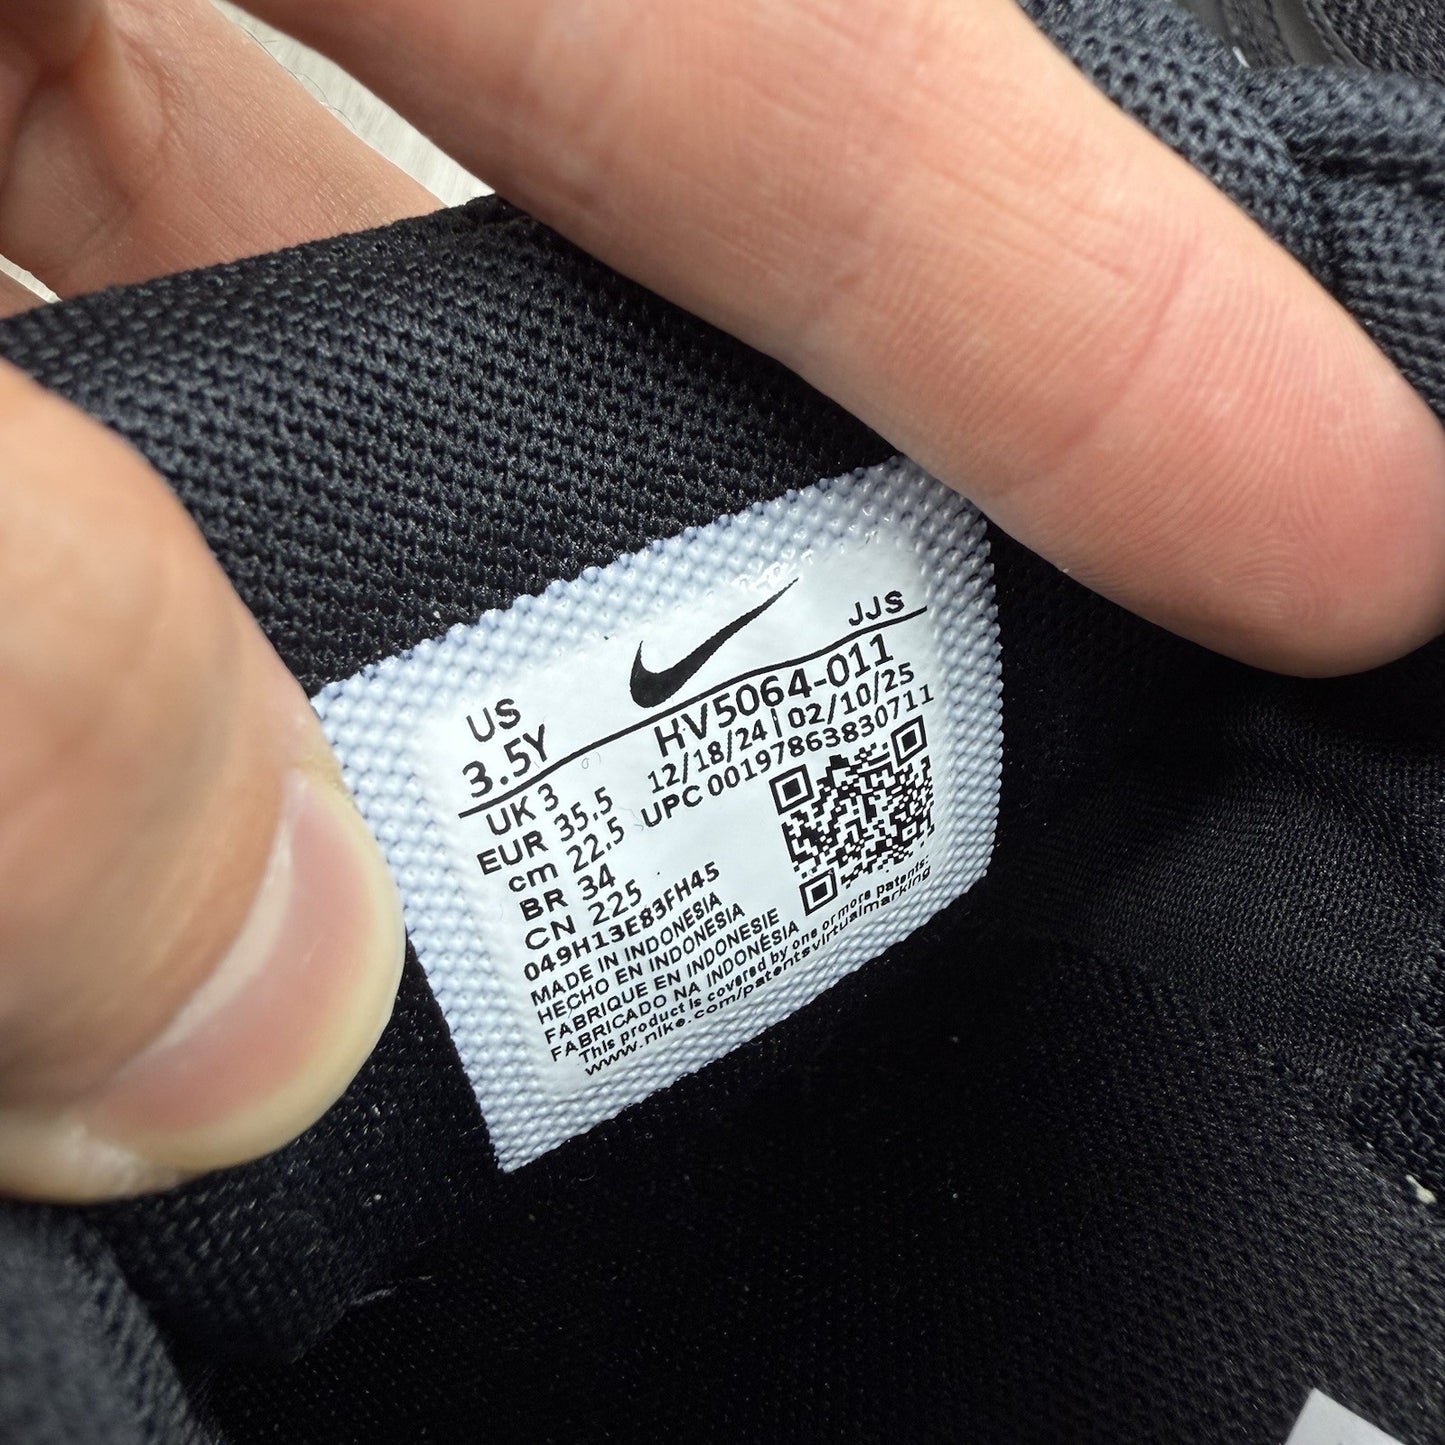 JJS
US
3.5Y
HV5064-011
12/18/24 | 02/10/25
UPC 00197863830711
UK 3
EUR 35.5
cm 22.5
BR 34
CN 225
049H13E83FH45
MADE IN INDONESIA
HECHO EN INDONESIA
FABRIQUE EN INDONESIE
FABRICADO NA INDONÉSIA
This product is covered by one or more patents:
www.nike.com/patentsvirtualmarking